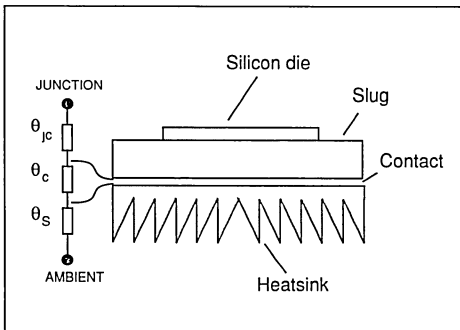 Silicon die
JUNCTION
Slug
θjc
Contact
θc
θS
AMBIENT
Heatsink